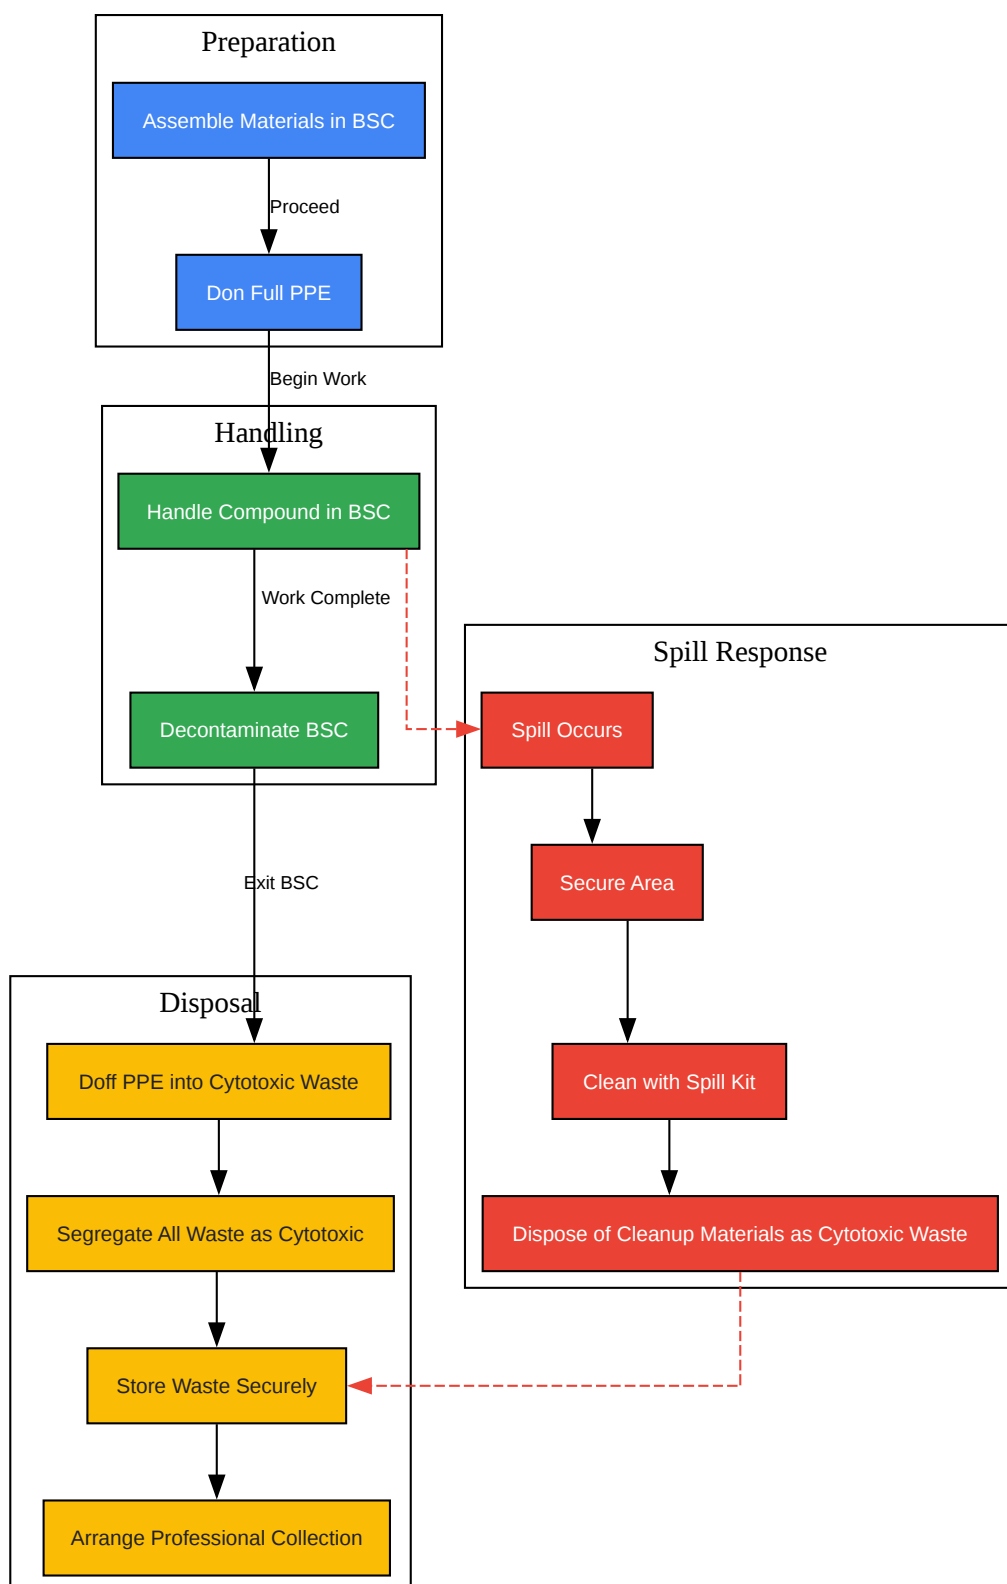 Preparation
Assemble Materials in BSC
Proceed
Don Full PPE
Begin Work
Handling
Handle Compound in BSC
Work Complete
Decontaminate BSC
Exit BSC
Spill Response
Spill Occurs
Secure Area
Clean with Spill Kit
Dispose of Cleanup Materials as Cytotoxic Waste
Disposal
Doff PPE into Cytotoxic Waste
Segregate All Waste as Cytotoxic
Store Waste Securely
Arrange Professional Collection